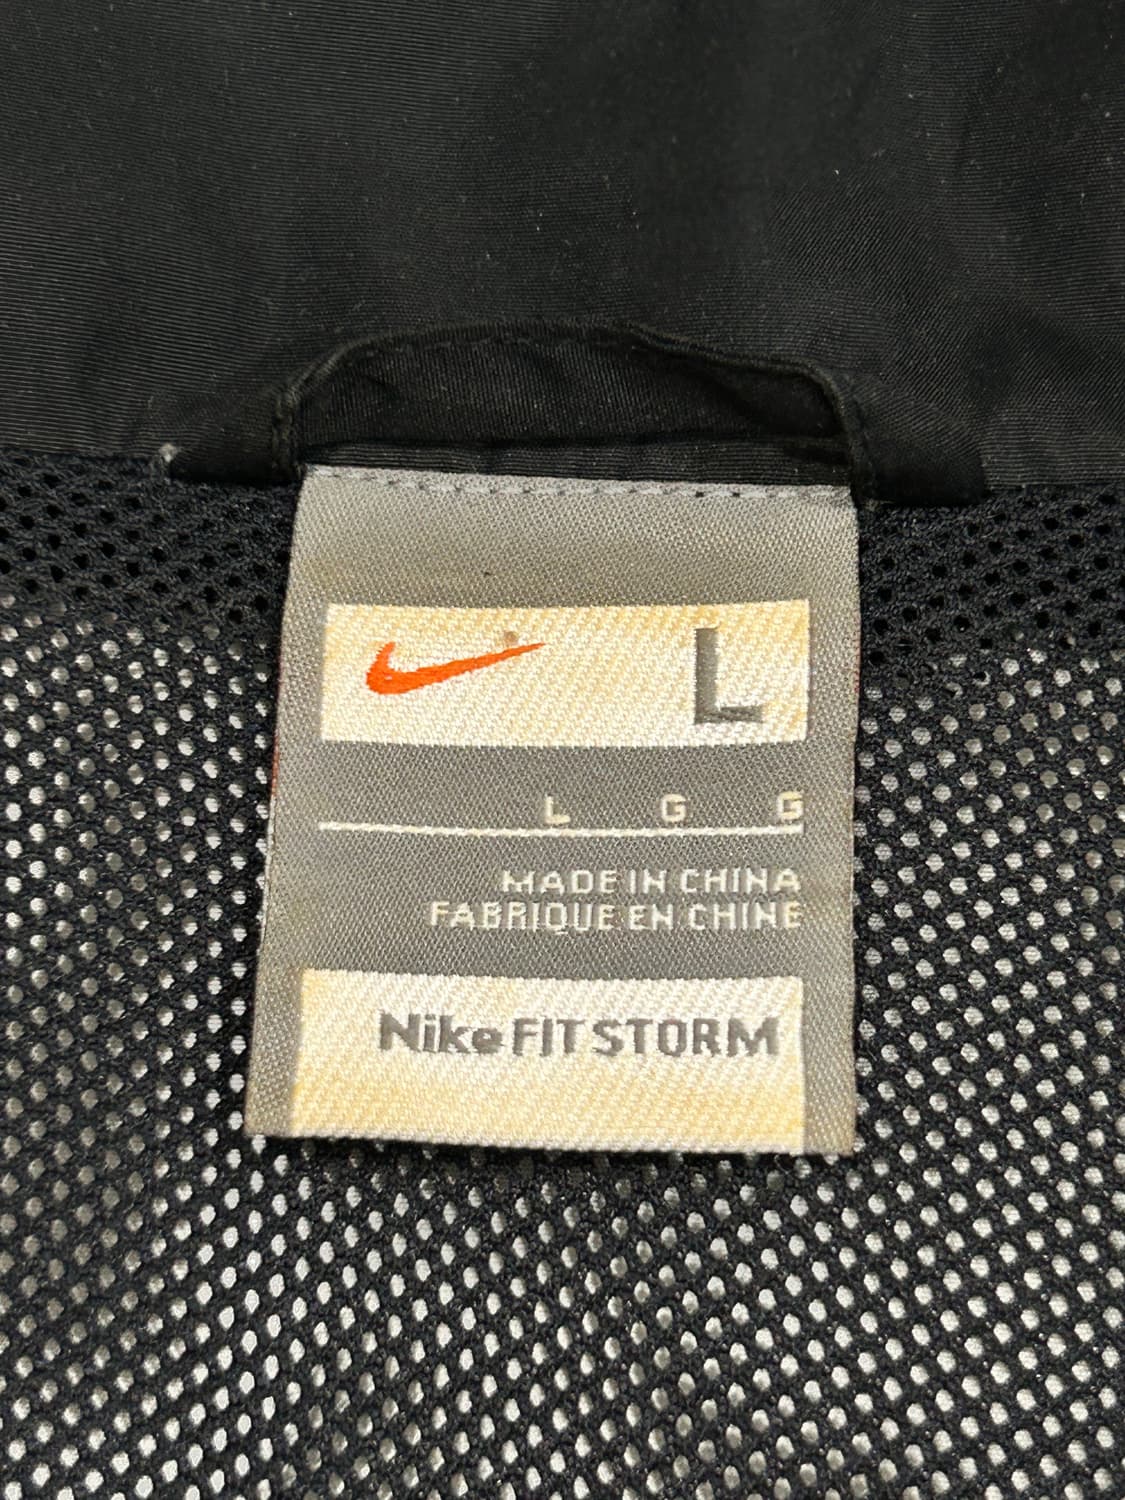 L
L G G
MADE IN CHINA
FABRIQUE EN CHINE
Nike FIT STORM